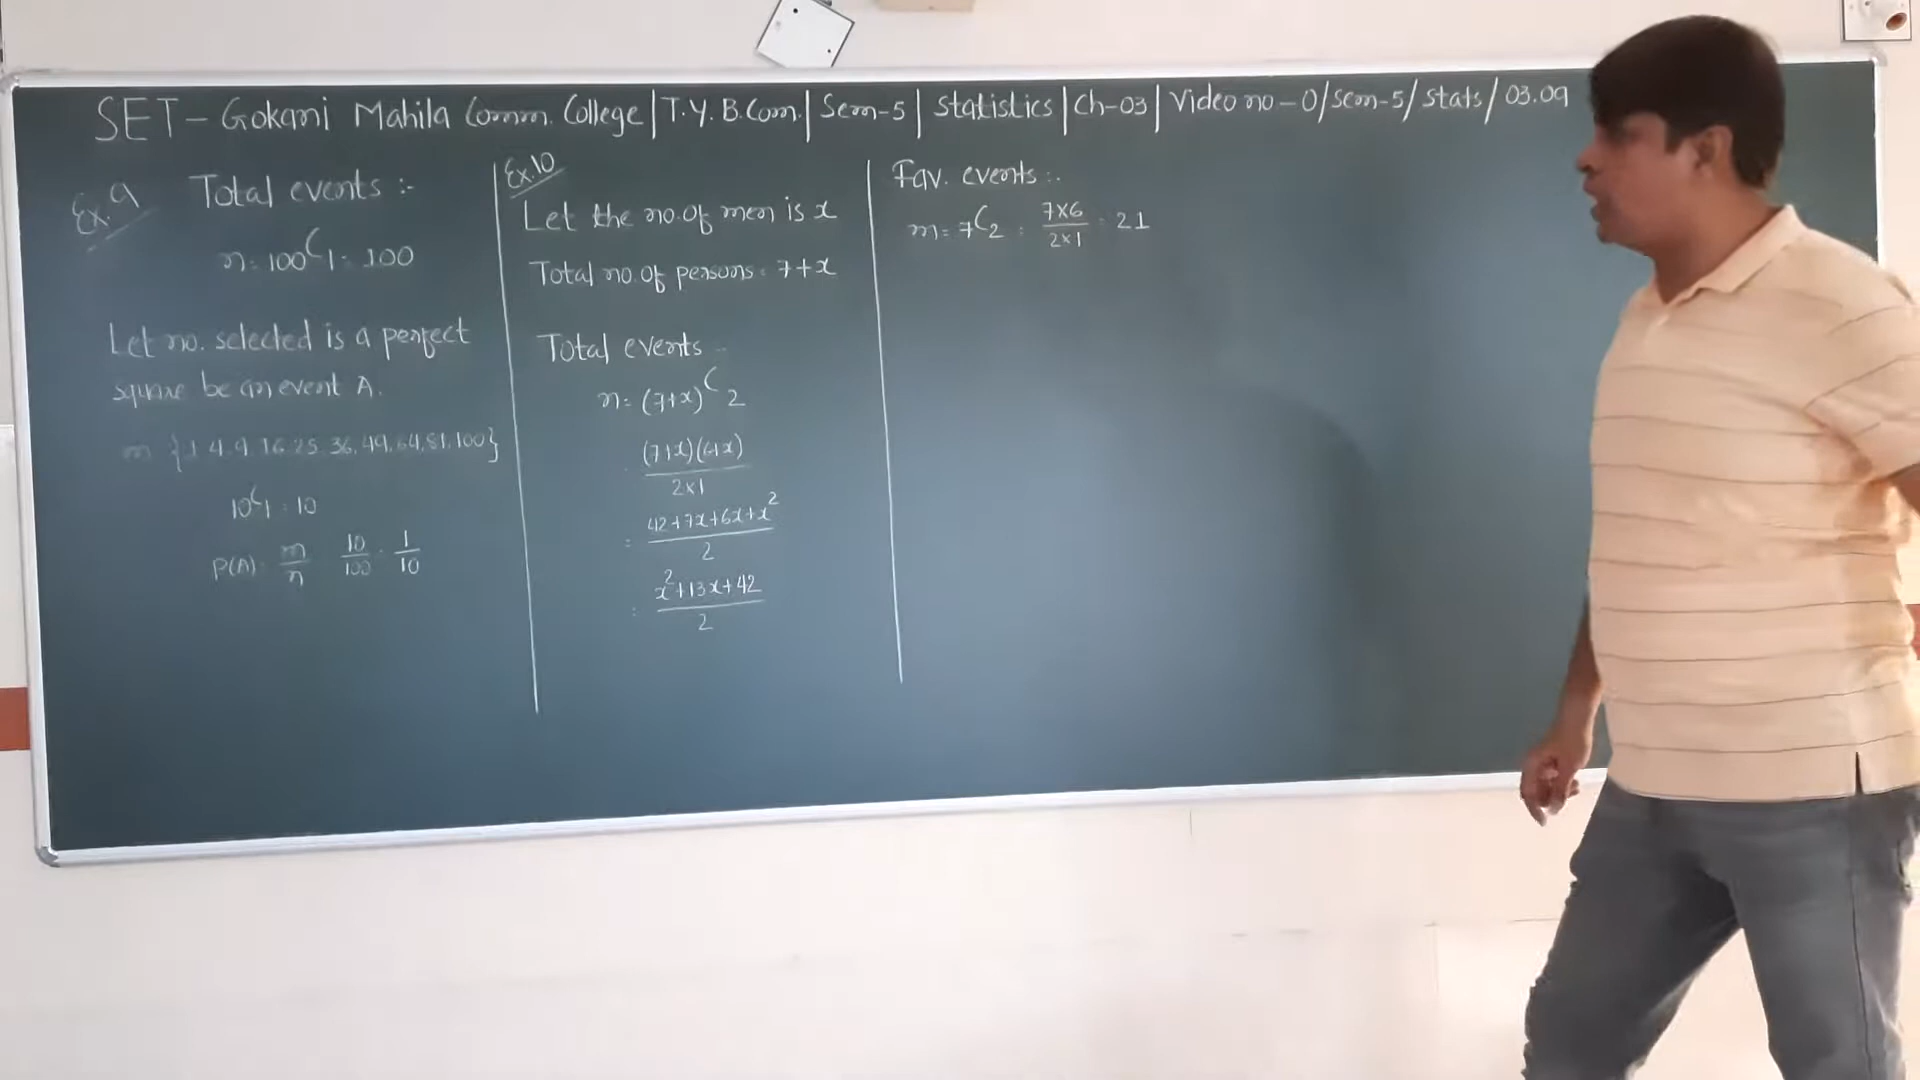 SET - Gokani Mahila Comm. College | T.Y. B.Com. | Sem-5 | Statistics | Ch-03 | Video no - 0/sem-5/stats/03.09
Ex. 9 Total events :-
n = 100C1 = 100
Let no. selected is a perfect
square be an event A.
m {1, 4, 9, 16, 25, 36, 49, 64, 81, 100}
10C1 = 10
P(A) = m/n 10/100 = 1/10
Ex. 10
Let the no. of men is x
Total no. of persons = 7+x
Total events
n = (7+x)C2
(7+x)(6+x) / 2×1
= 42+7x+6x+x² / 2
= x²+13x+42 / 2
Fav. events :-
m = 7C2 = 7×6 / 2×1 = 21